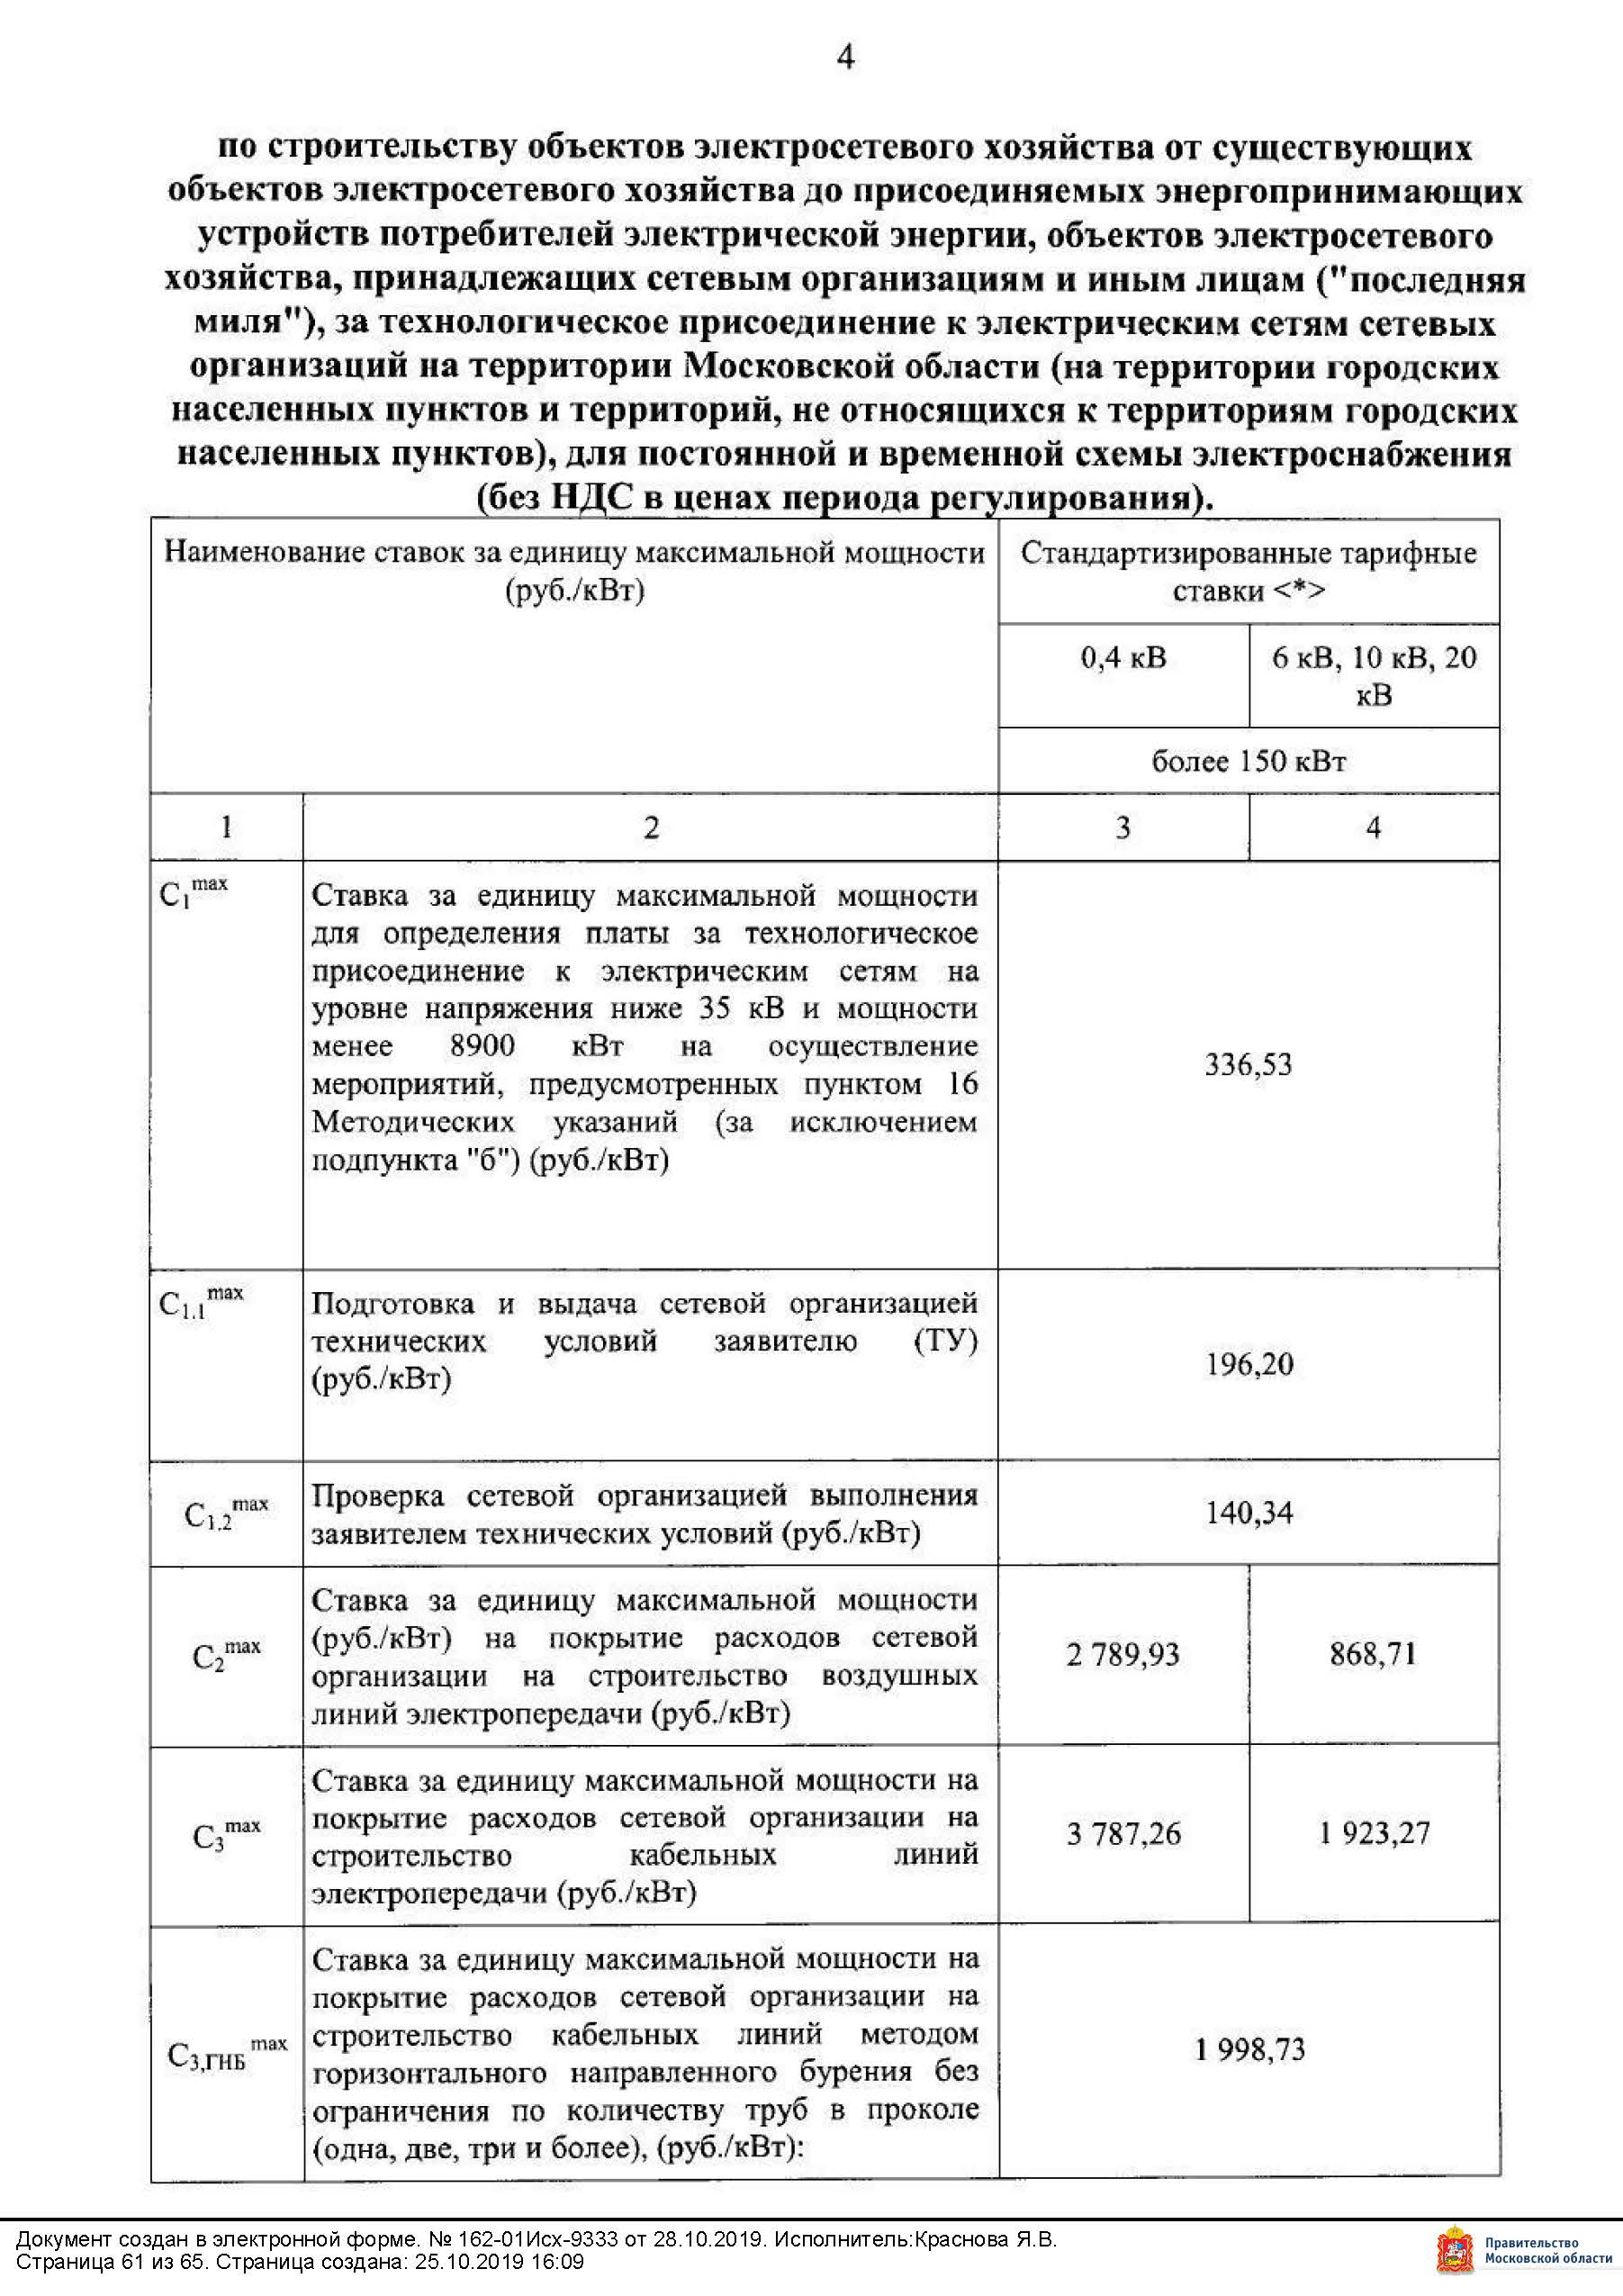 4
по строительству объектов электросетевого хозяйства от существующих
объектов электросетевого хозяйства до присоединяемых энергопринимающих
устройств потребителей электрической энергии, объектов электросетевого
хозяйства, принадлежащих сетевым организациям и иным лицам ("последняя
миля"), за технологическое присоединение к электрическим сетям сетевых
организаций на территории Московской области (на территории городских
населенных пунктов и территорий, не относящихся к территориям городских
населенных пунктов), для постоянной и временной схемы электроснабжения
(без НДС в ценах периода регулирования).
Наименование ставок за единицу максимальной мощности
(руб./кВт)
Стандартизированные тарифные
ставки <*>
0,4 кВ
6 кВ, 10 кВ, 20
кВ
более 150 кВт
1 2 3 4
C1 max
Ставка за единицу максимальной мощности
для определения платы за технологическое
присоединение к электрическим сетям на
уровне напряжения ниже 35 кВ и мощности
менее 8900 кВт на осуществление
мероприятий, предусмотренных пунктом 16
Методических указаний (за исключением
подпункта "б") (руб./кВт)
336,53
C1.1 max
Подготовка и выдача сетевой организацией
технических условий заявителю (ТУ)
(руб./кВт)
196,20
C1.2 max
Проверка сетевой организацией выполнения
заявителем технических условий (руб./кВт)
140,34
C2 max
Ставка за единицу максимальной мощности
(руб./кВт) на покрытие расходов сетевой
организации на строительство воздушных
линий электропередачи (руб./кВт)
2 789,93
868,71
C3 max
Ставка за единицу максимальной мощности на
покрытие расходов сетевой организации на
строительство кабельных линий
электропередачи (руб./кВт)
3 787,26
1 923,27
C3,ГНБ max
Ставка за единицу максимальной мощности на
покрытие расходов сетевой организации на
строительство кабельных линий методом
горизонтального направленного бурения без
ограничения по количеству труб в проколе
(одна, две, три и более), (руб./кВт):
1 998,73
Документ создан в электронной форме. № 162-01Исх-9333 от 28.10.2019. Исполнитель:Краснова Я.В.
Страница 61 из 65. Страница создана: 25.10.2019 16:09
Правительство
Московской области